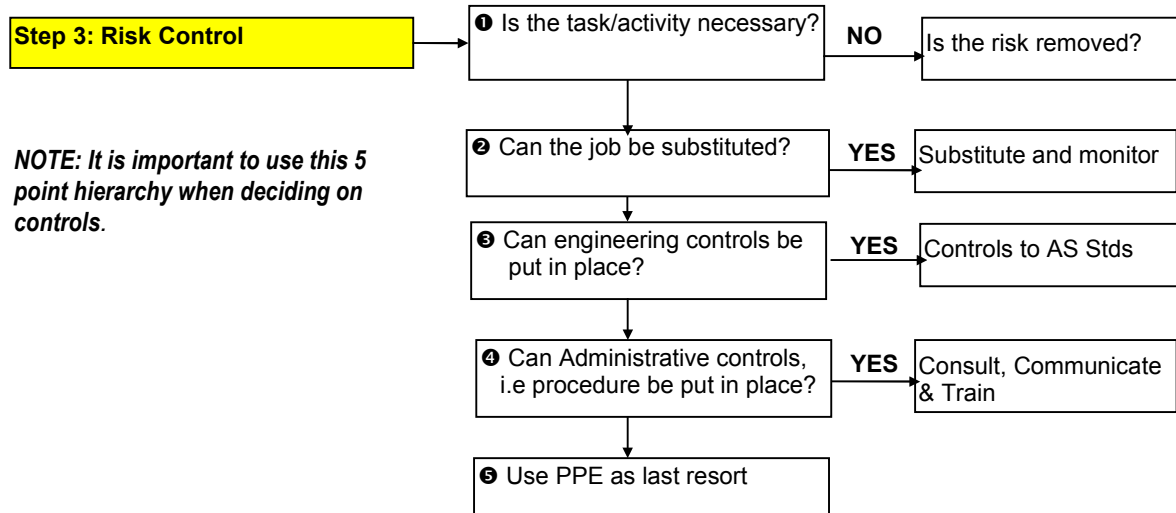 Step 3: Risk Control
❶ Is the task/activity necessary?
NO
Is the risk removed?
NOTE: It is important to use this 5
point hierarchy when deciding on
controls.
❷ Can the job be substituted?
YES
Substitute and monitor
❸ Can engineering controls be
put in place?
YES
Controls to AS Stds
❹ Can Administrative controls,
i.e procedure be put in place?
YES
Consult, Communicate
& Train
❺ Use PPE as last resort